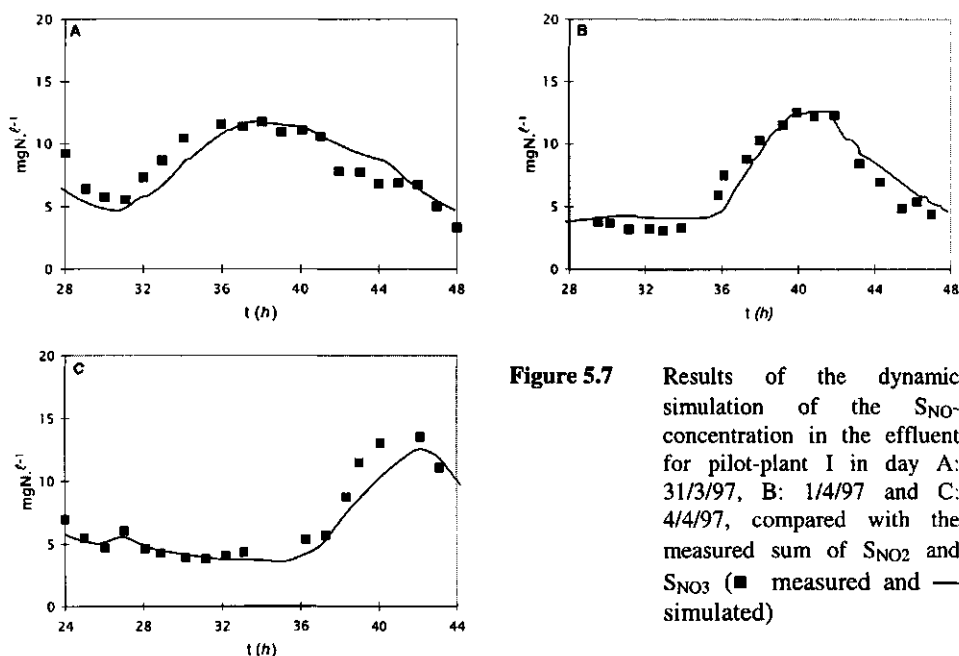 A
20
15
10
5
0
mgN.ℓ⁻¹
28 32 36 40 44 48
t (h)
B
20
15
10
5
0
mgN.ℓ⁻¹
28 32 36 40 44 48
t (h)
C
20
15
10
5
0
mgN.ℓ⁻¹
24 28 32 36 40 44
t (h)
Figure 5.7 Results of the dynamic
simulation of the SNO-
concentration in the effluent
for pilot-plant I in day A:
31/3/97, B: 1/4/97 and C:
4/4/97, compared with the
measured sum of SNO2 and
SNO3 (■ measured and —
simulated)